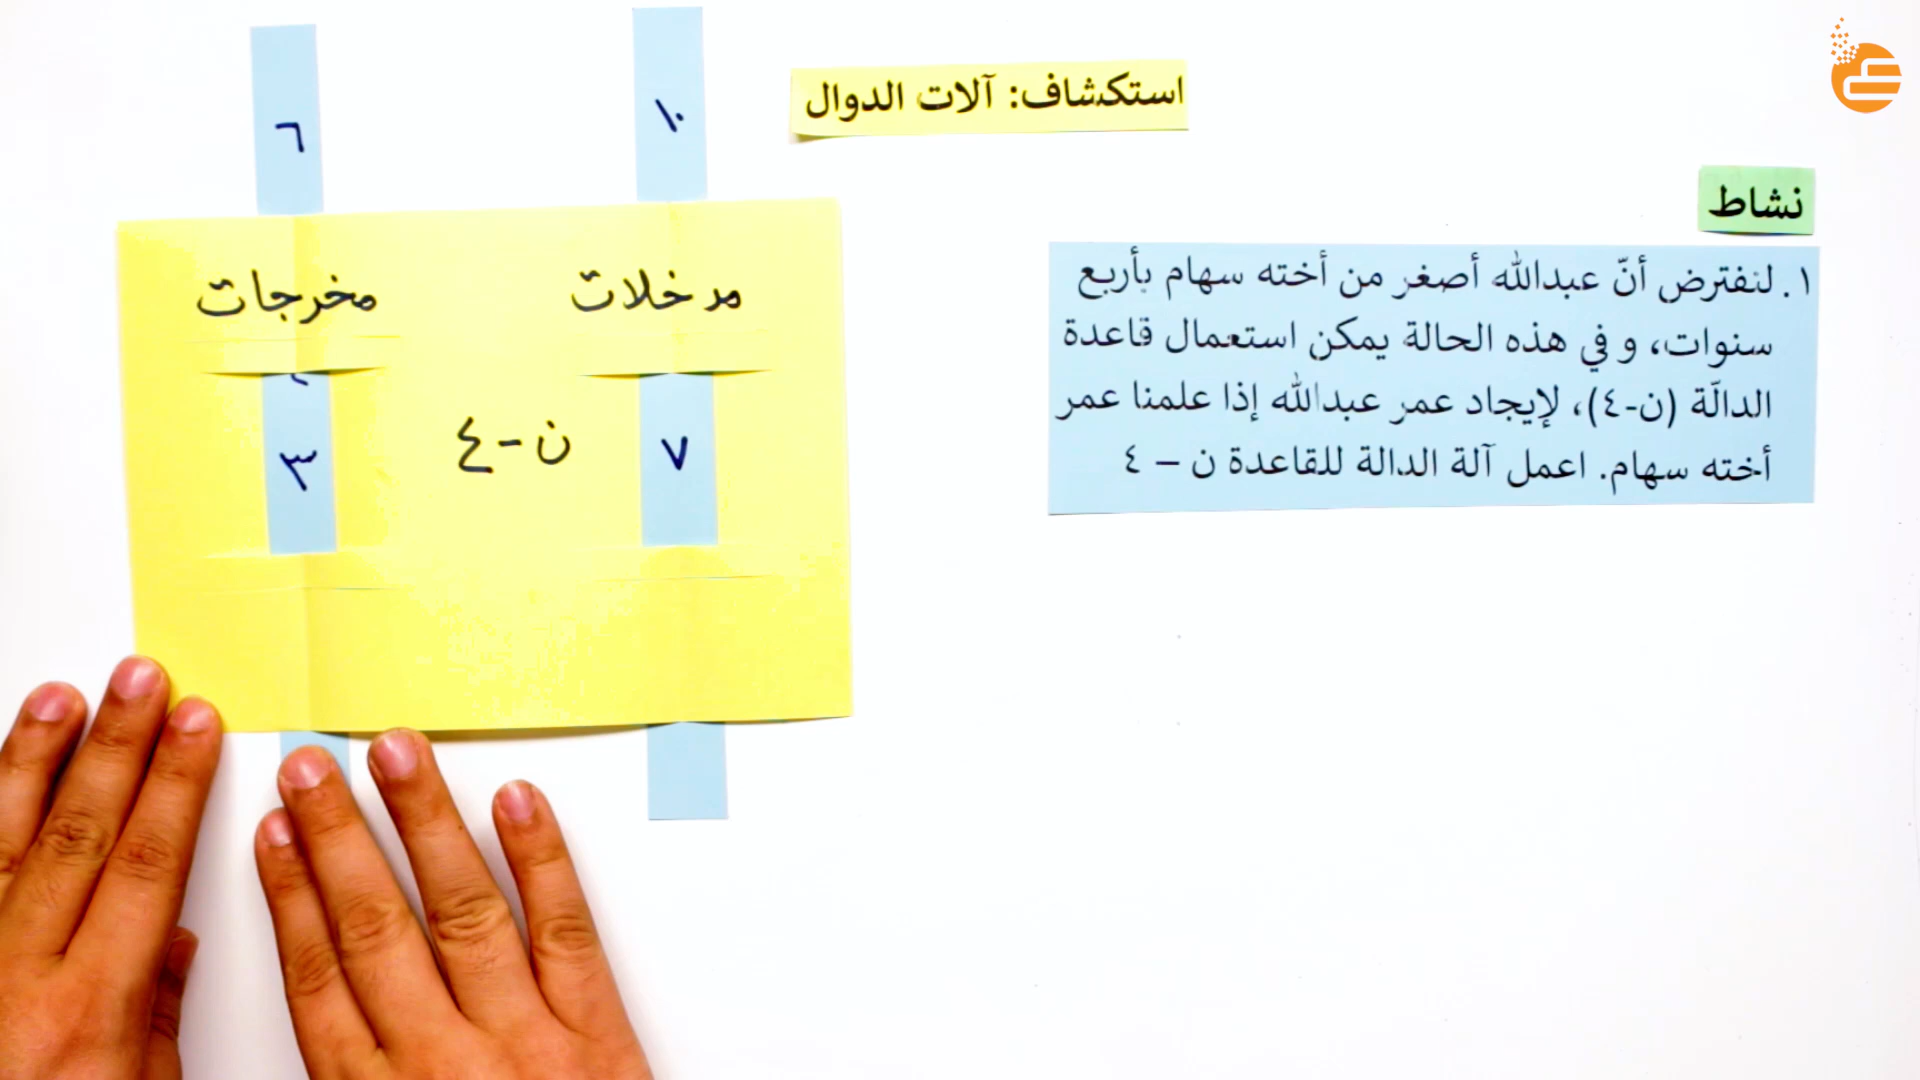 استكشاف: آلات الدوال
نشاط
١. لنفترض أنّ عبدالله أصغر من أخته سهام بأربع
سنوات، و في هذه الحالة يمكن استعمال قاعدة
الدالّة (ن-٤)، لإيجاد عمر عبدالله إذا علمنا عمر
أخته سهام. اعمل آلة الدالة للقاعدة ن – ٤
١٠
٦
مدخلات
مخرجات
٧
ن-٤
٣